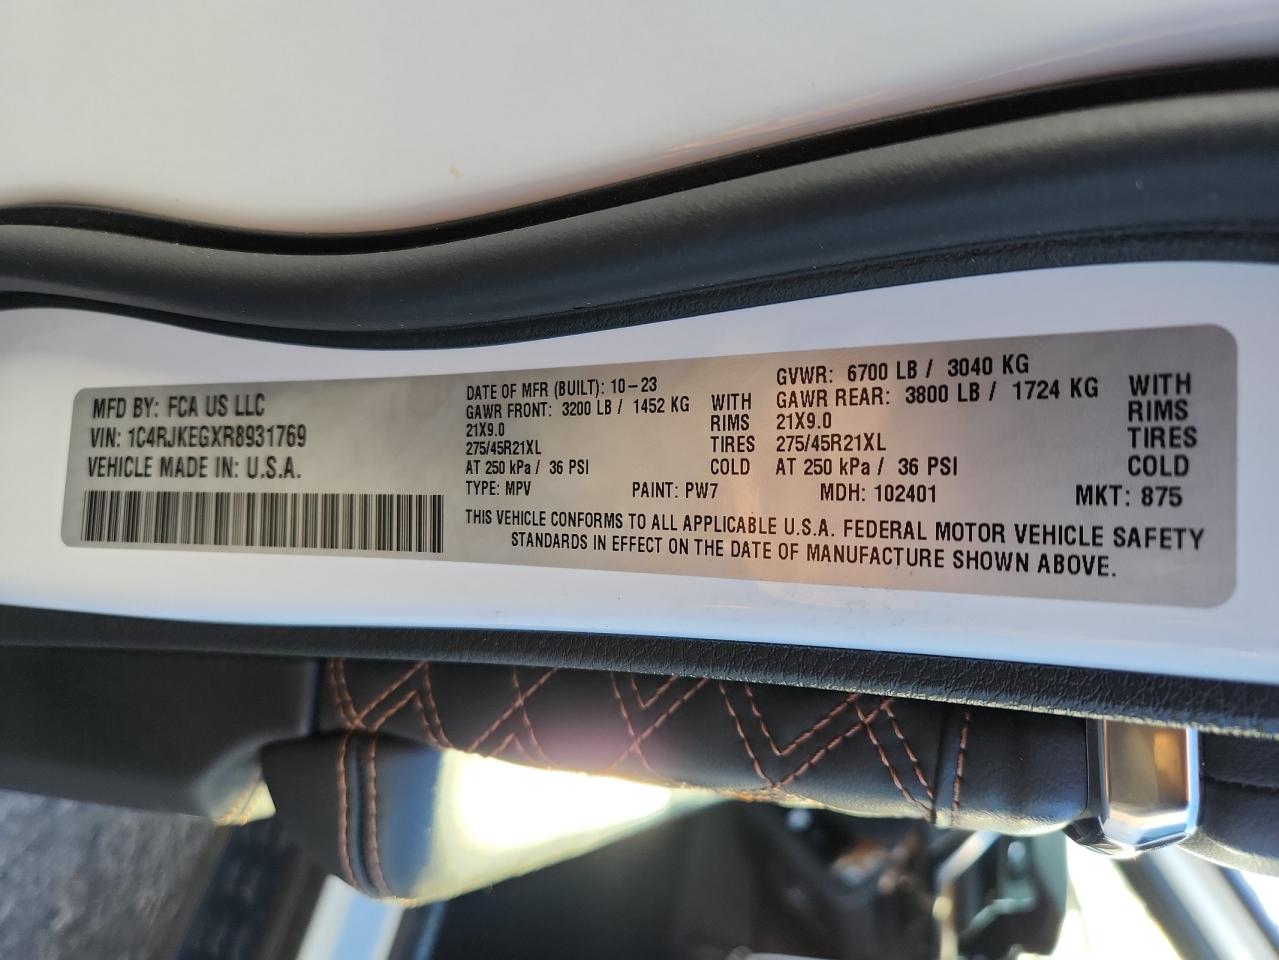 MFD BY: FCA US LLC
VIN: 1C4RJKEGXR8931769
VEHICLE MADE IN: U.S.A.
DATE OF MFR (BUILT): 10-23
GAWR FRONT: 3200 LB / 1452 KG WITH
21X9.0 RIMS
275/45R21XL TIRES
AT 250 kPa / 36 PSI COLD
TYPE: MPV PAINT: PW7
GVWR: 6700 LB / 3040 KG
GAWR REAR: 3800 LB / 1724 KG WITH
21X9.0 RIMS
275/45R21XL TIRES
AT 250 kPa / 36 PSI COLD
MDH: 102401 MKT: 875
THIS VEHICLE CONFORMS TO ALL APPLICABLE U.S.A. FEDERAL MOTOR VEHICLE SAFETY
STANDARDS IN EFFECT ON THE DATE OF MANUFACTURE SHOWN ABOVE.